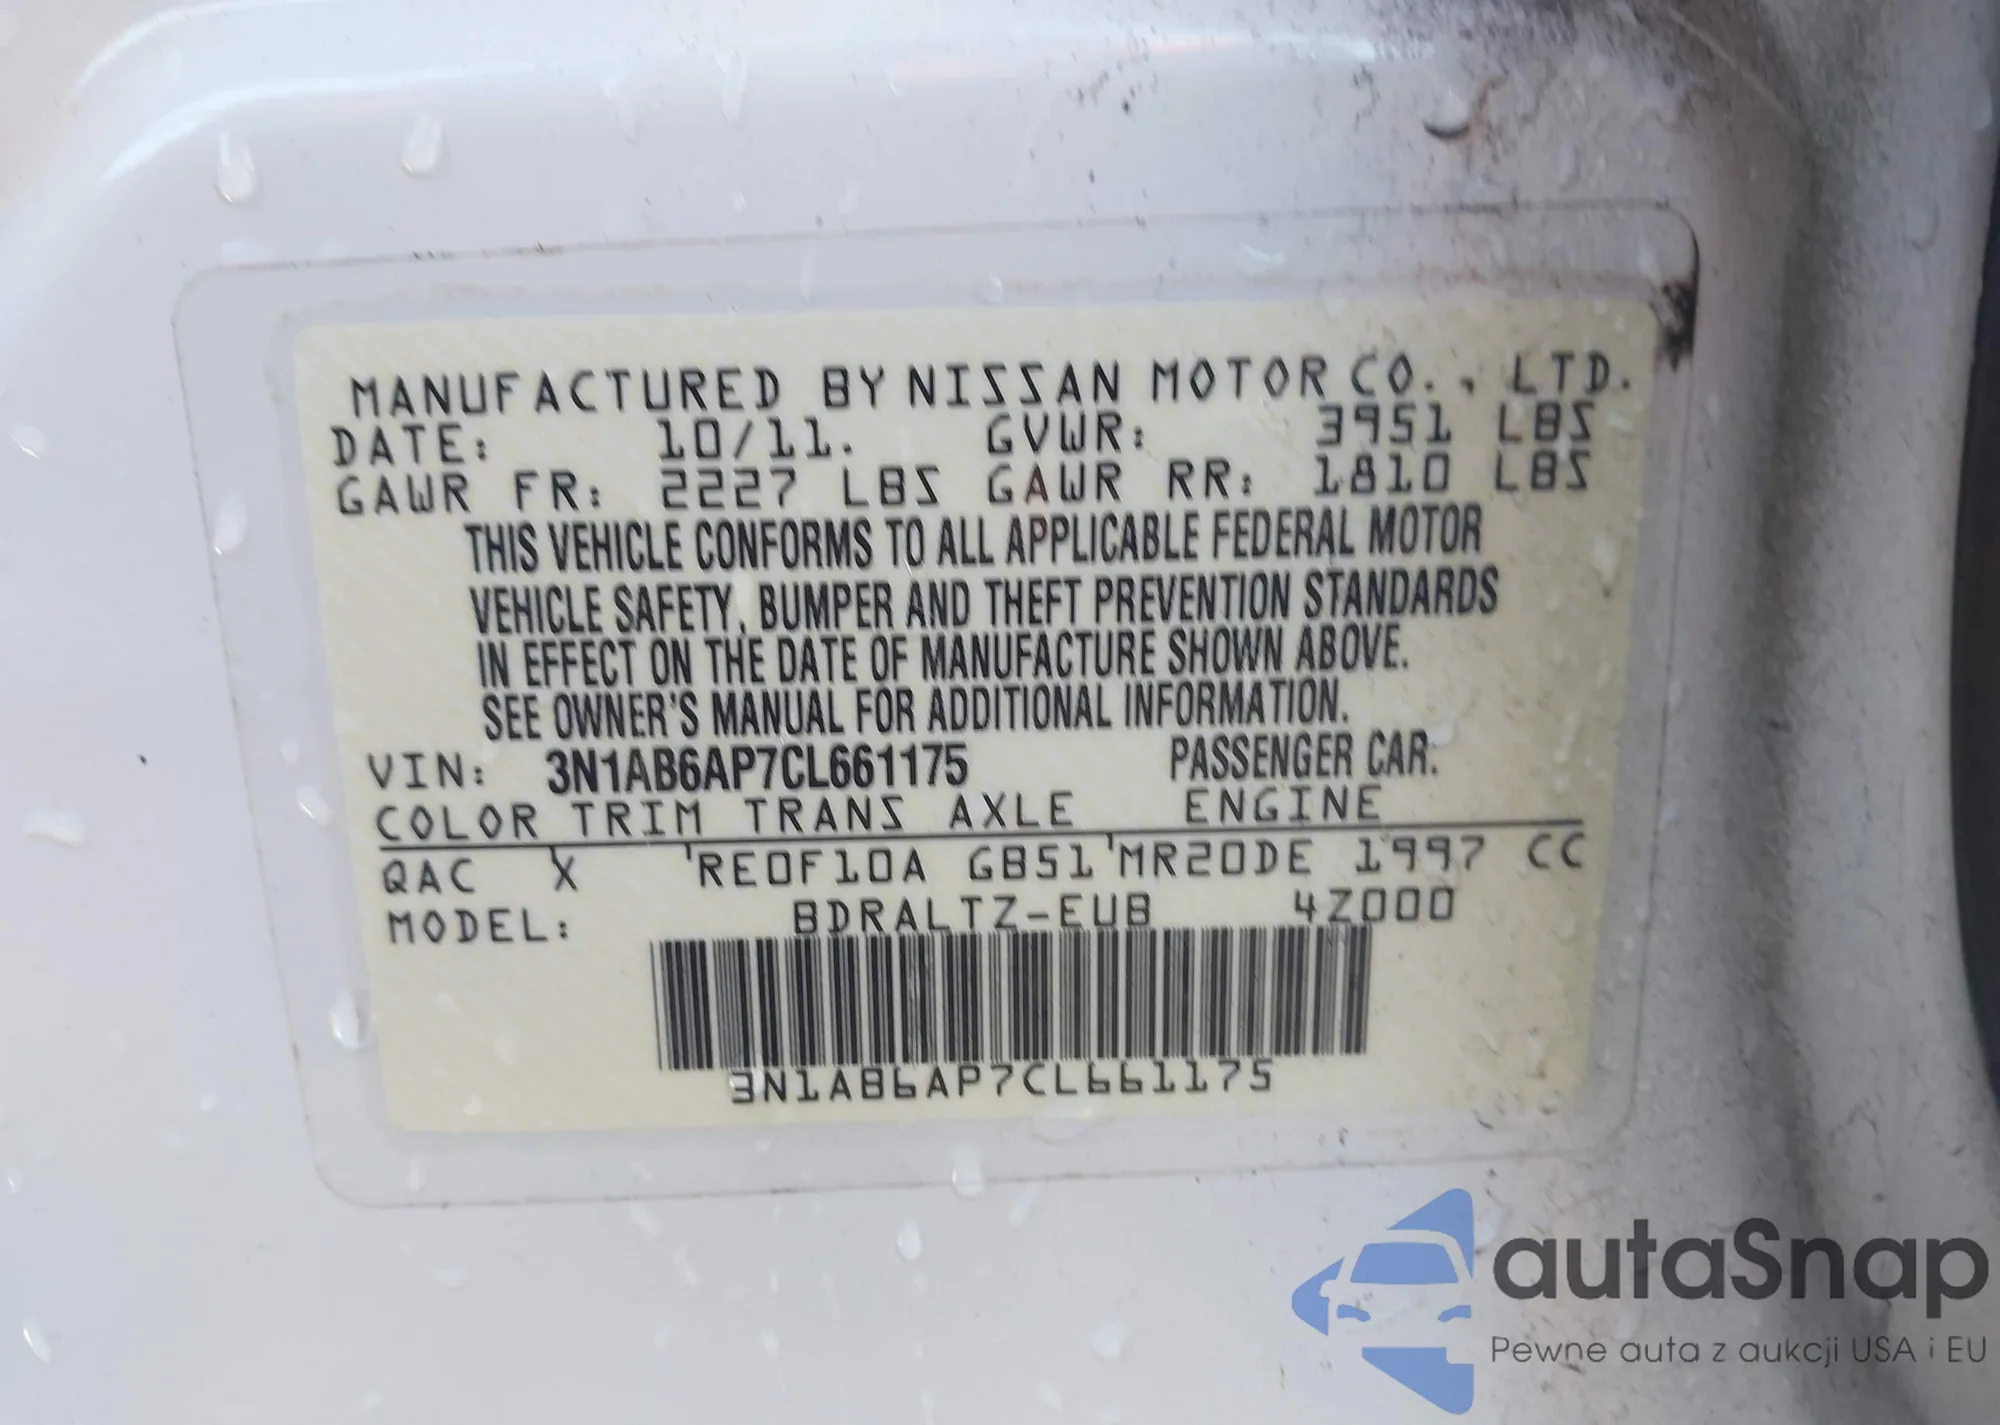 MANUFACTURED BY NISSAN MOTOR CO., LTD.
DATE: 10/11. GVWR: 3951 LBS
GAWR FR: 2227 LBS GAWR RR: 1810 LBS
THIS VEHICLE CONFORMS TO ALL APPLICABLE FEDERAL MOTOR
VEHICLE SAFETY, BUMPER AND THEFT PREVENTION STANDARDS
IN EFFECT ON THE DATE OF MANUFACTURE SHOWN ABOVE.
SEE OWNER'S MANUAL FOR ADDITIONAL INFORMATION.
VIN: 3N1AB6AP7CL661175 PASSENGER CAR.
COLOR TRIM TRANS AXLE ENGINE
QAC X RE0F10A GB51 MR20DE 1997 CC
MODEL: BDRALTZ-EUB 4Z000
3N1AB6AP7CL661175
autaSnap
Pewne auta z aukcji USA i EU